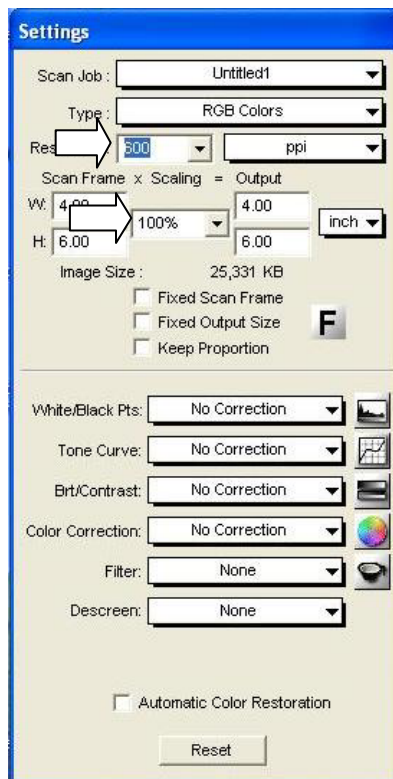 Settings
Scan Job : Untitled1
Type : RGB Colors
Res 600 ppi
Scan Frame x Scaling = Output
W: 4.00 100% 4.00 inch
H: 6.00 6.00
Image Size : 25,331 KB
Fixed Scan Frame
Fixed Output Size
F
Keep Proportion
White/Black Pts: No Correction
Tone Curve: No Correction
Brt/Contrast: No Correction
Color Correction: No Correction
Filter: None
Descreen: None
Automatic Color Restoration
Reset